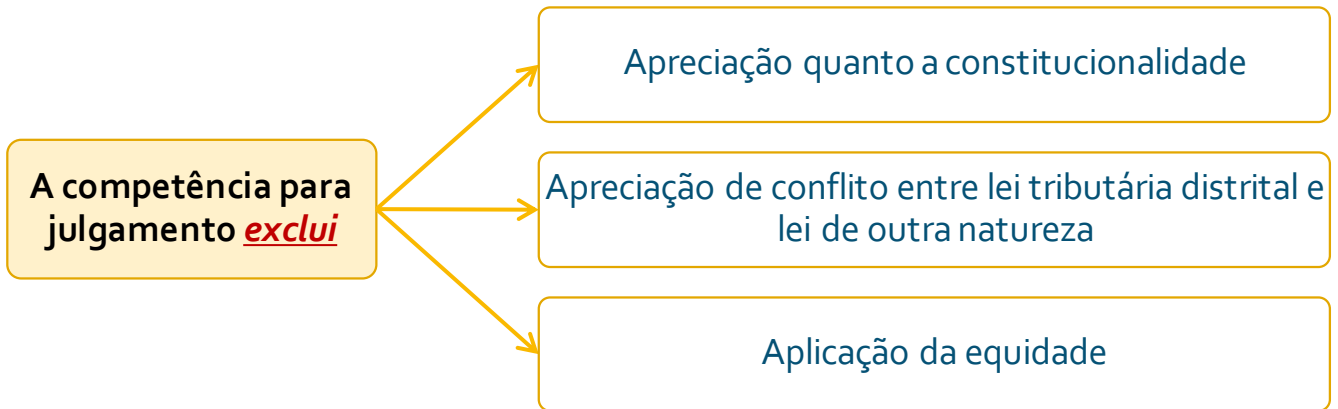 A competência para
julgamento exclui
Apreciação quanto a constitucionalidade
Apreciação de conflito entre lei tributária distrital e
lei de outra natureza
Aplicação da equidade